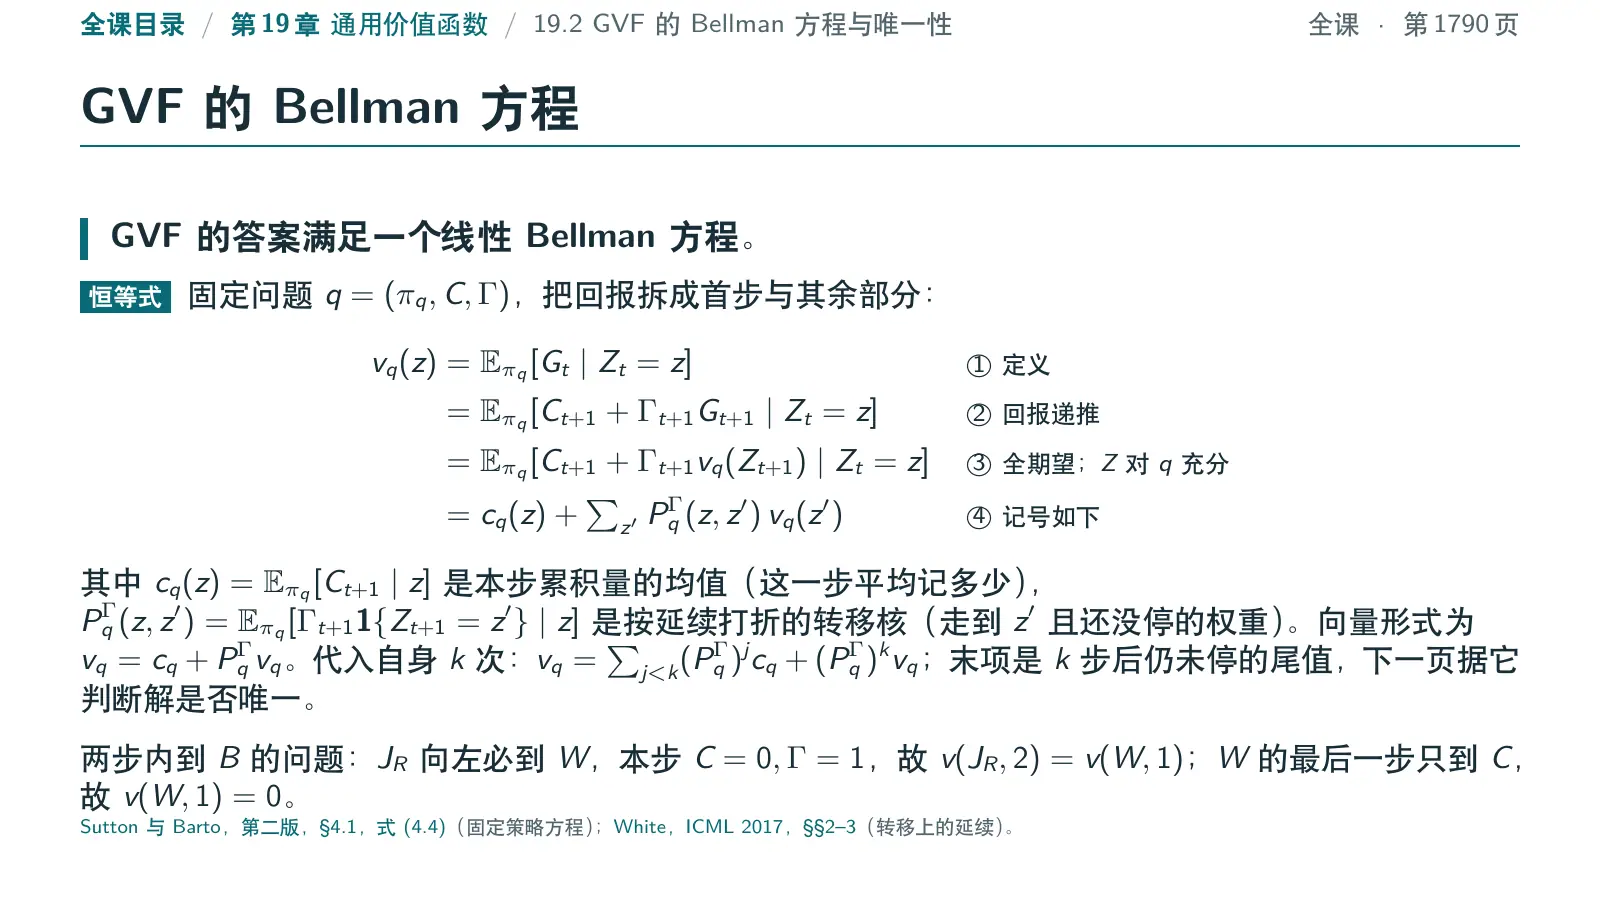 全课目录 / 第19章 通用价值函数 / 19.2 GVF 的 Bellman 方程与唯一性
全课 · 第1790页
GVF 的 Bellman 方程
GVF 的答案满足一个线性 Bellman 方程。
恒等式 固定问题 q = (π_q, C, Γ)，把回报拆成首步与其余部分：
v_q(z) = 𝔼_{π_q}[G_t | Z_t = z] ① 定义
= 𝔼_{π_q}[C_{t+1} + Γ_{t+1}G_{t+1} | Z_t = z] ② 回报递推
= 𝔼_{π_q}[C_{t+1} + Γ_{t+1}v_q(Z_{t+1}) | Z_t = z] ③ 全期望；Z 对 q 充分
= c_q(z) + ∑_{z′} P_q^Γ(z, z′) v_q(z′) ④ 记号如下
其中 c_q(z) = 𝔼_{π_q}[C_{t+1} | z] 是本步累积量的均值（这一步平均记多少），
P_q^Γ(z, z′) = 𝔼_{π_q}[Γ_{t+1}𝟏{Z_{t+1} = z′} | z] 是按延续打折的转移核（走到 z′ 且还没停的权重）。向量形式为
v_q = c_q + P_q^Γ v_q。代入自身 k 次：v_q = ∑_{j<k}(P_q^Γ)^j c_q + (P_q^Γ)^k v_q；末项是 k 步后仍未停的尾值，下一页据它
判断解是否唯一。
两步内到 B 的问题：J_R 向左必到 W，本步 C = 0, Γ = 1，故 v(J_R, 2) = v(W, 1)；W 的最后一步只到 C，
故 v(W, 1) = 0。
Sutton 与 Barto，第二版，§4.1，式 (4.4)（固定策略方程）；White，ICML 2017，§§2–3（转移上的延续）。